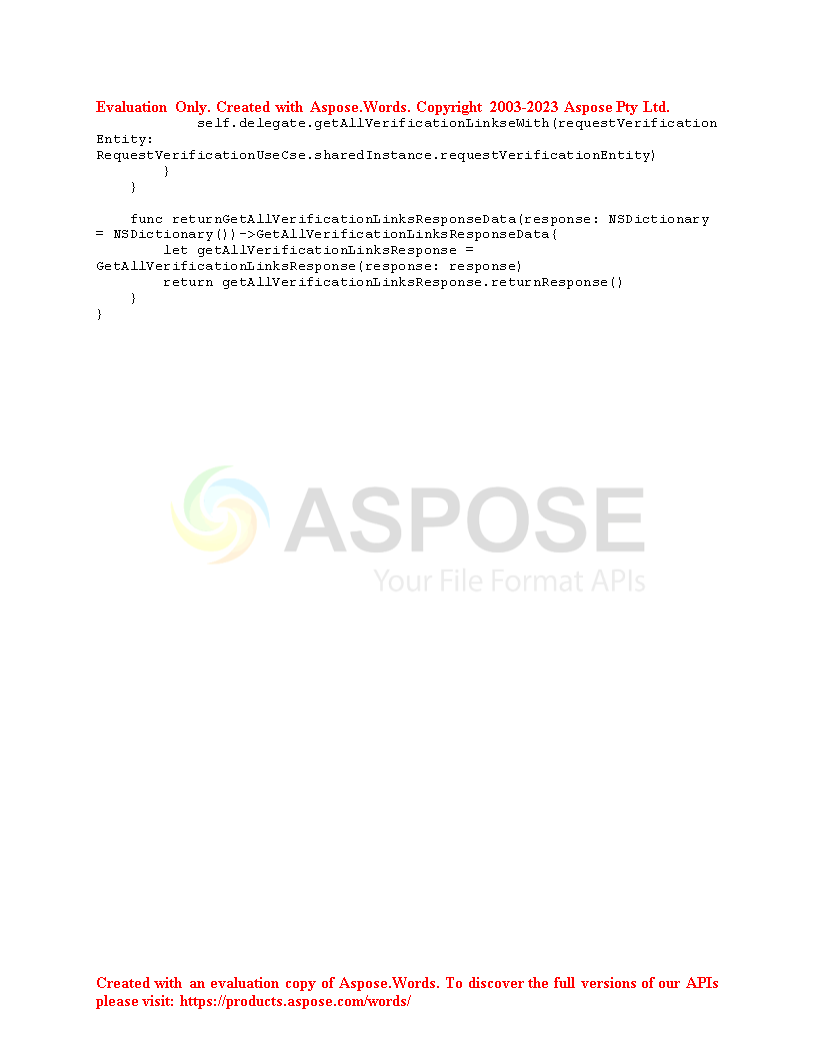 Evaluation Only. Created with Aspose.Words. Copyright 2003-2023 Aspose Pty Ltd.
            self.delegate.getAllVerificationLinkseWith(requestVerification
Entity:
RequestVerificationUseCse.sharedInstance.requestVerificationEntity)
        }
    }

    func returnGetAllVerificationLinksResponseData(response: NSDictionary
= NSDictionary())->GetAllVerificationLinksResponseData{
        let getAllVerificationLinksResponse =
GetAllVerificationLinksResponse(response: response)
        return getAllVerificationLinksResponse.returnResponse()
    }
}
ASPOSE
Your File Format APIs
Created with an evaluation copy of Aspose.Words. To discover the full versions of our APIs
please visit: https://products.aspose.com/words/